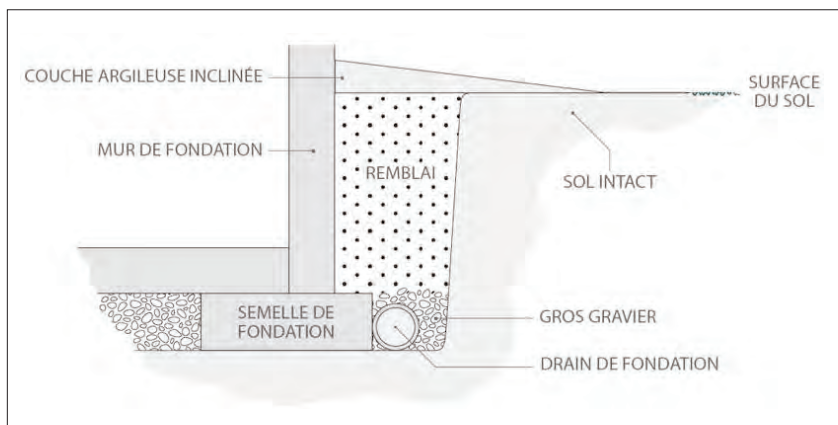 COUCHE ARGILEUSE INCLINÉE
SURFACE
DU SOL
MUR DE FONDATION
REMBLAI
SOL INTACT
SEMELLE DE
FONDATION
GROS GRAVIER
DRAIN DE FONDATION